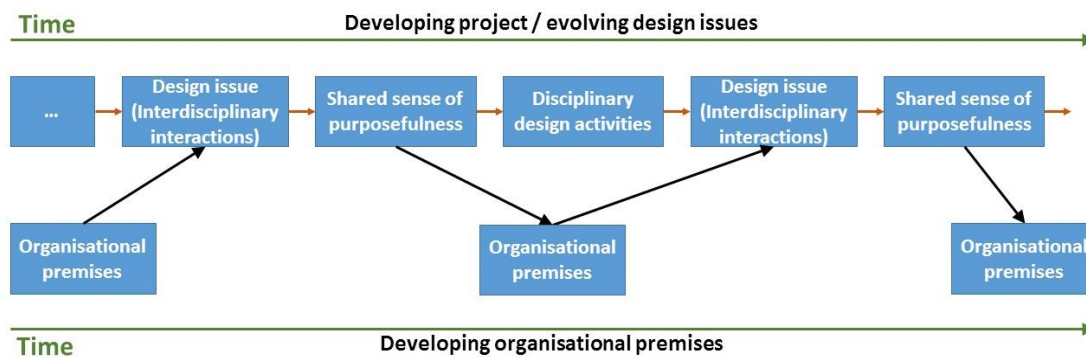 Time
Developing project / evolving design issues
...
Design issue
(Interdisciplinary
interactions)
Shared sense of
purposefulness
Disciplinary
design activities
Design issue
(Interdisciplinary
interactions)
Shared sense of
purposefulness
Organisational
premises
Organisational
premises
Organisational
premises
Time
Developing organisational premises